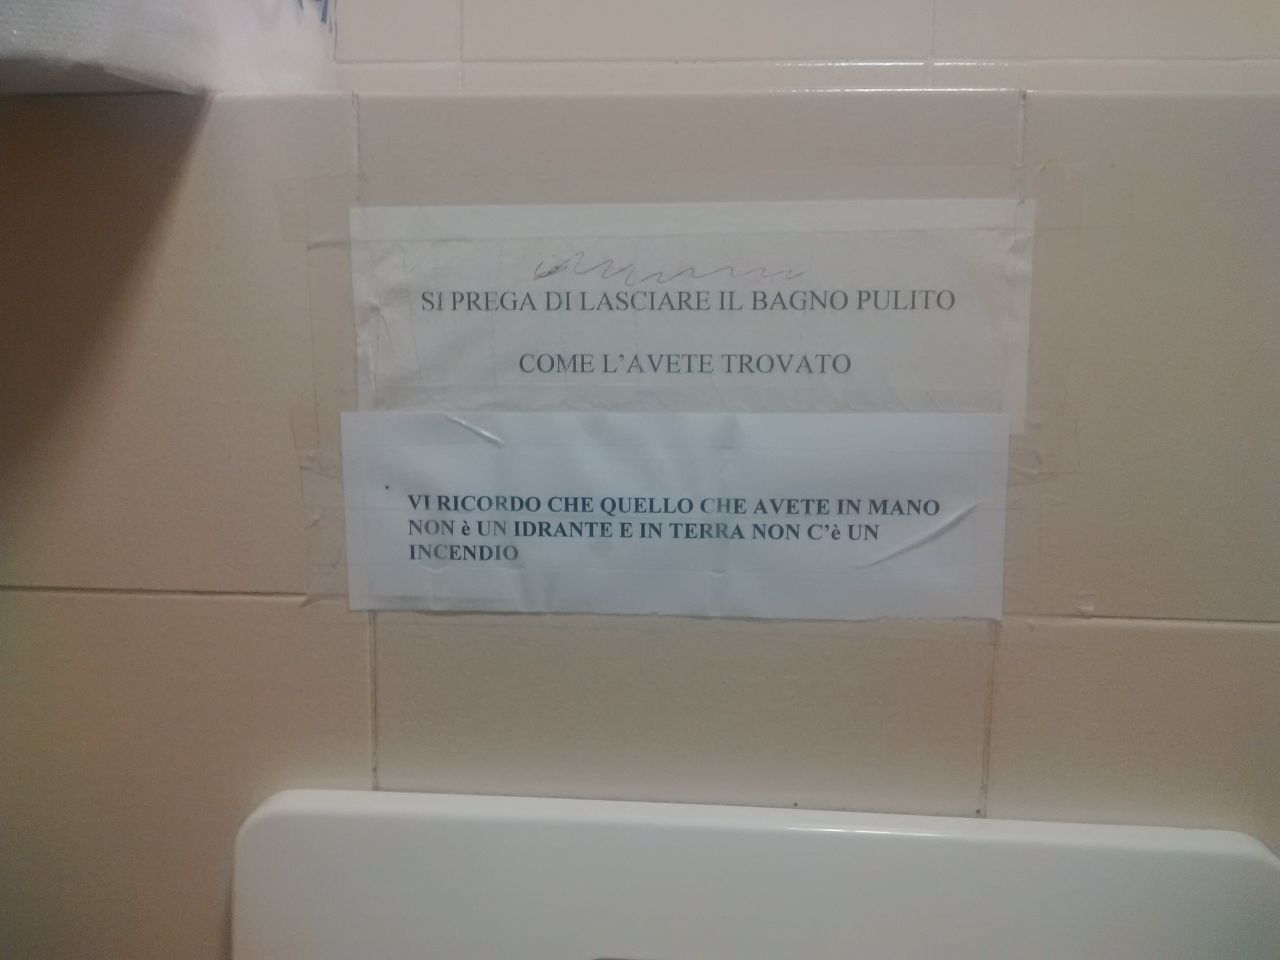 SI PREGA DI LASCIARE IL BAGNO PULITO
COME L'AVETE TROVATO
VI RICORDO CHE QUELLO CHE AVETE IN MANO
NON è UN IDRANTE E IN TERRA NON C'è UN
INCENDIO